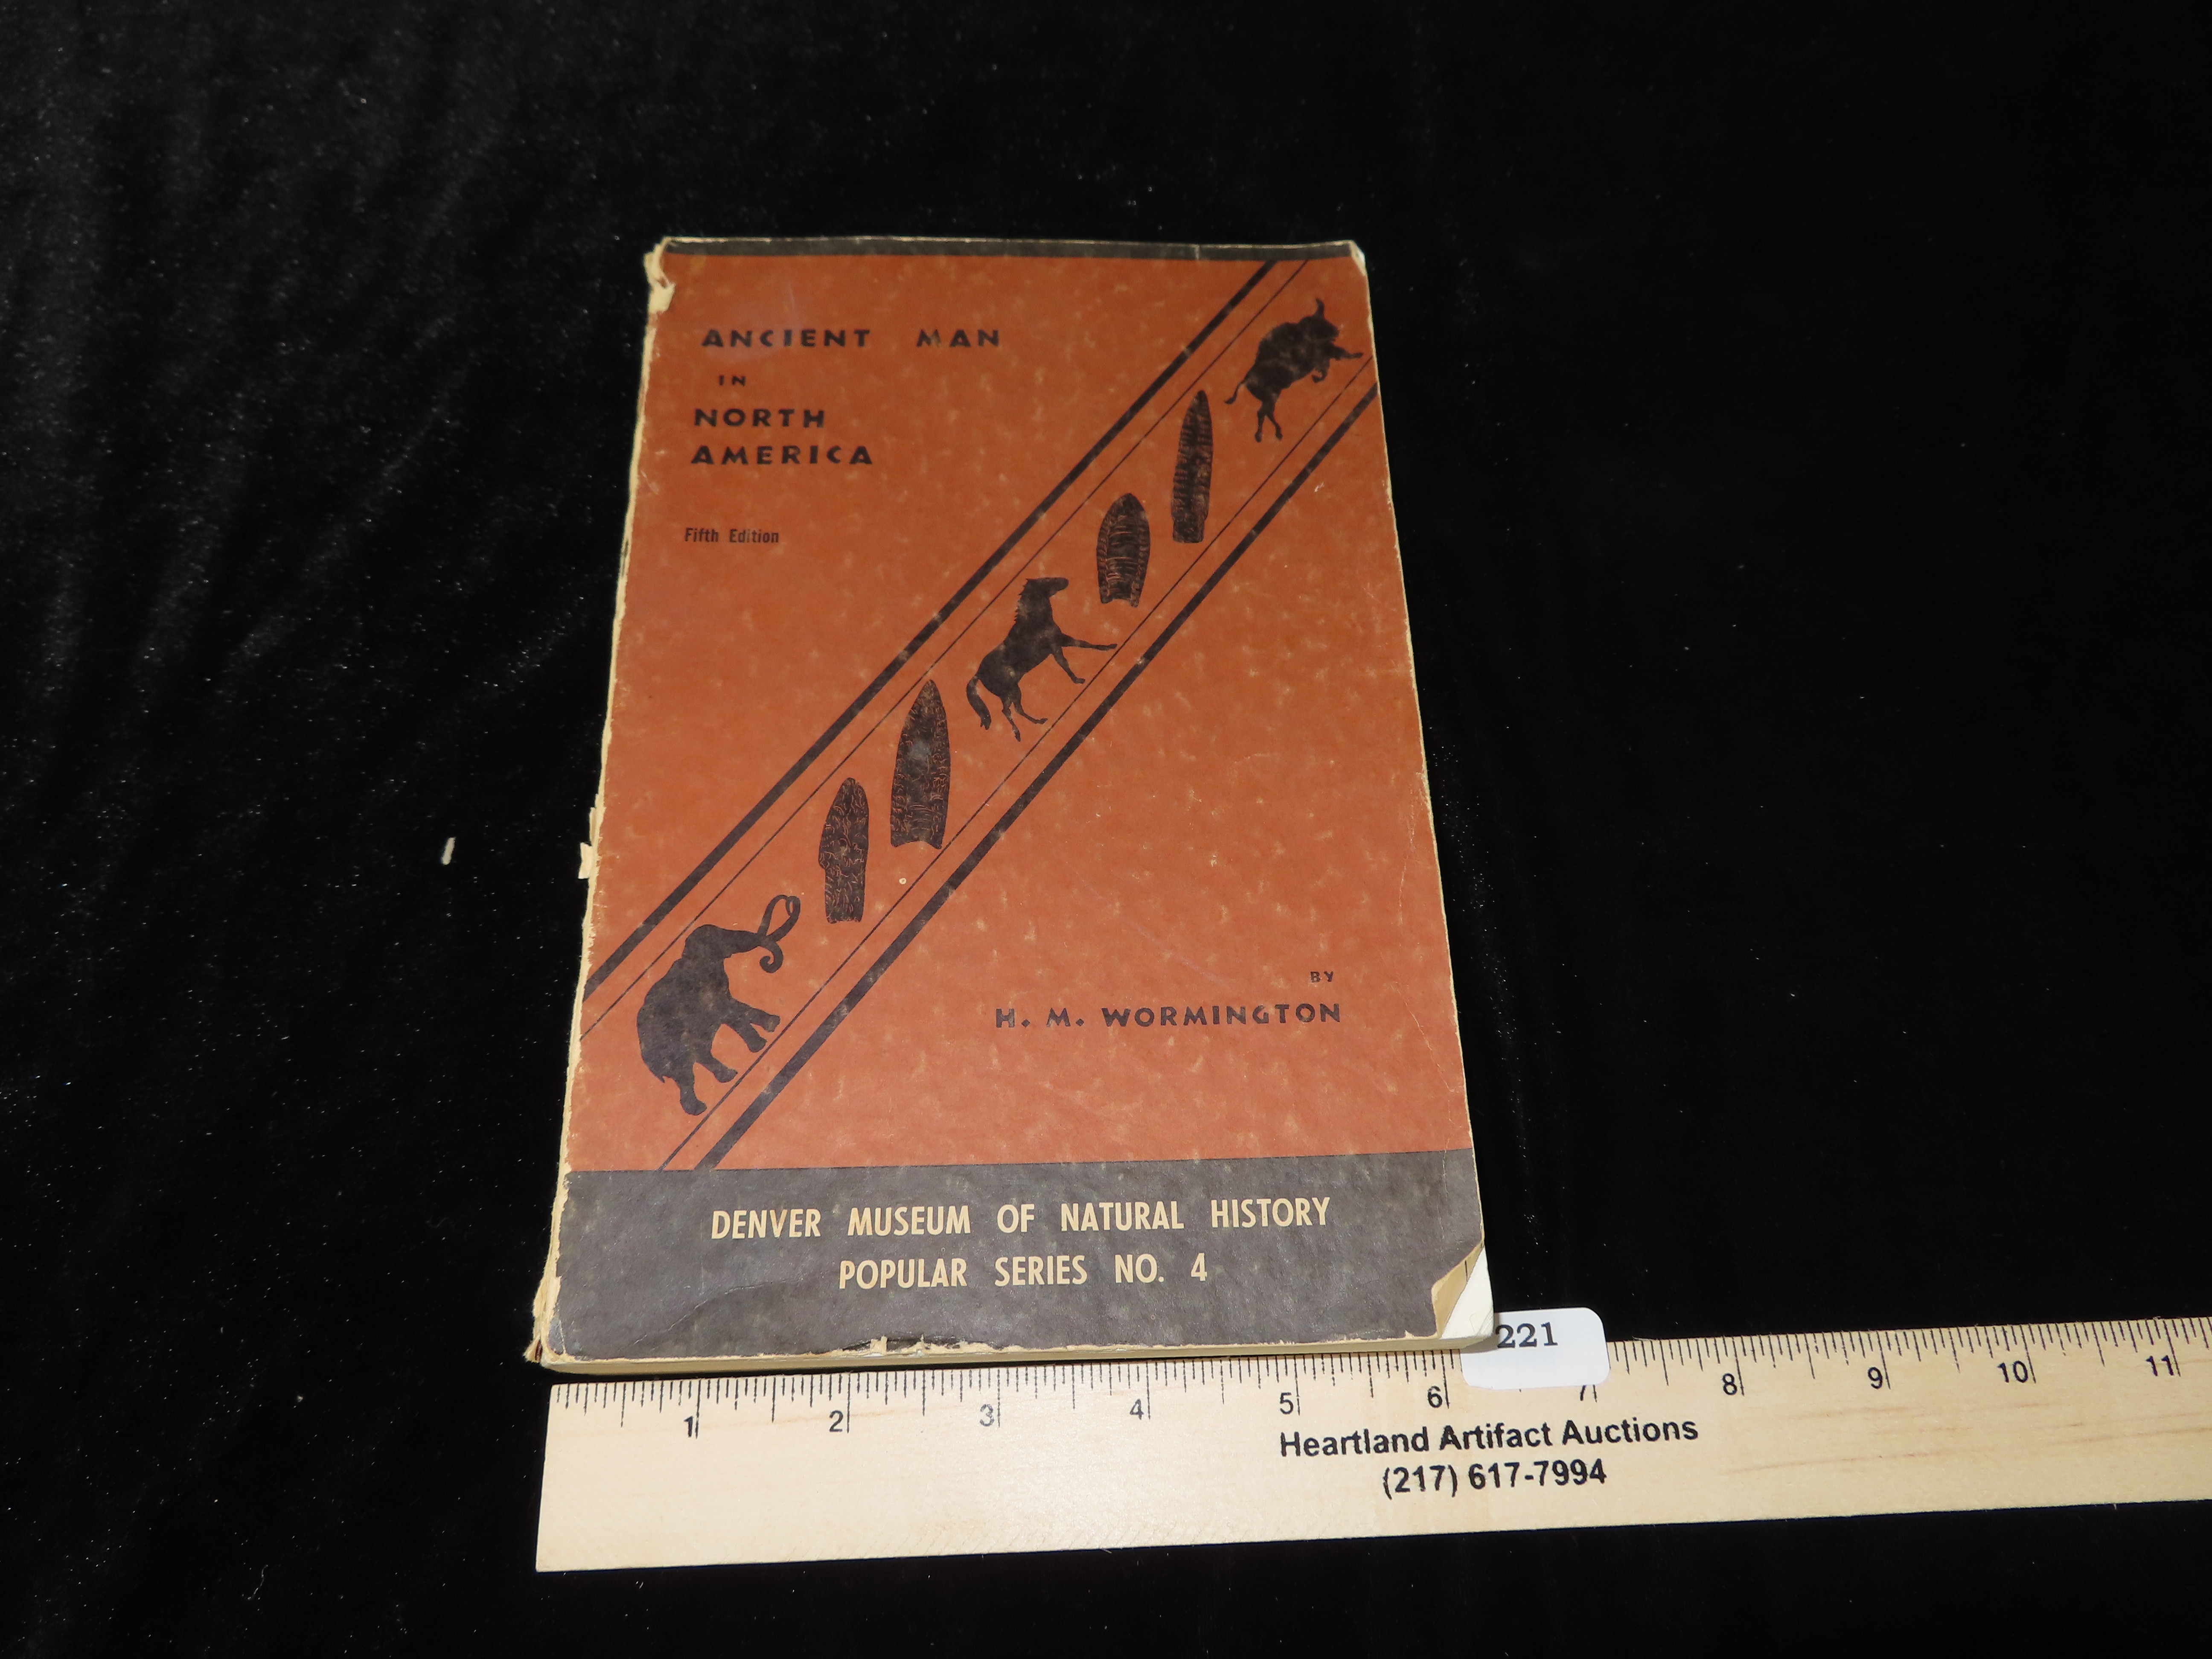 ANCIENT MAN
IN
NORTH
AMERICA
Fifth Edition
BY
H. M. WORMINGTON
DENVER MUSEUM OF NATURAL HISTORY
POPULAR SERIES NO. 4
221
1 2 3 4 5 6 7 8 9 10 11
Heartland Artifact Auctions
(217) 617-7994